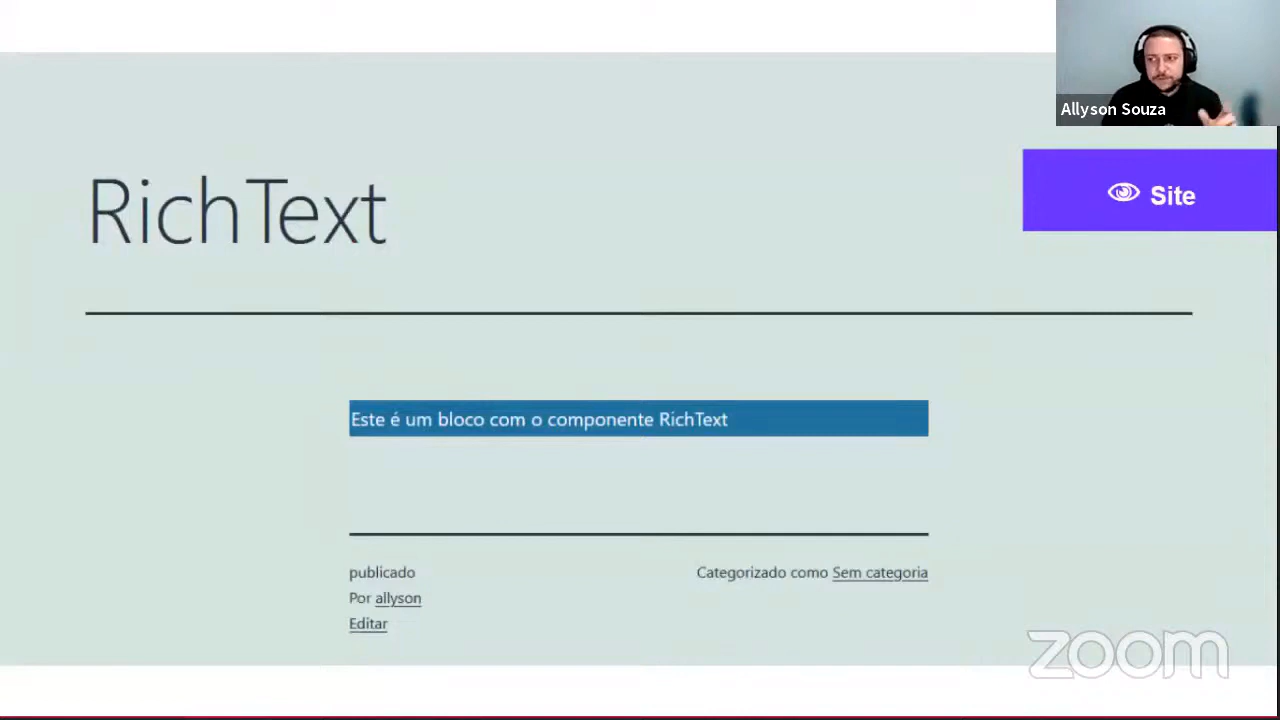 Allyson Souza
Site
RichText
Este é um bloco com o componente RichText
publicado
Categorizado como Sem categoria
Por allyson
Editar
zoom